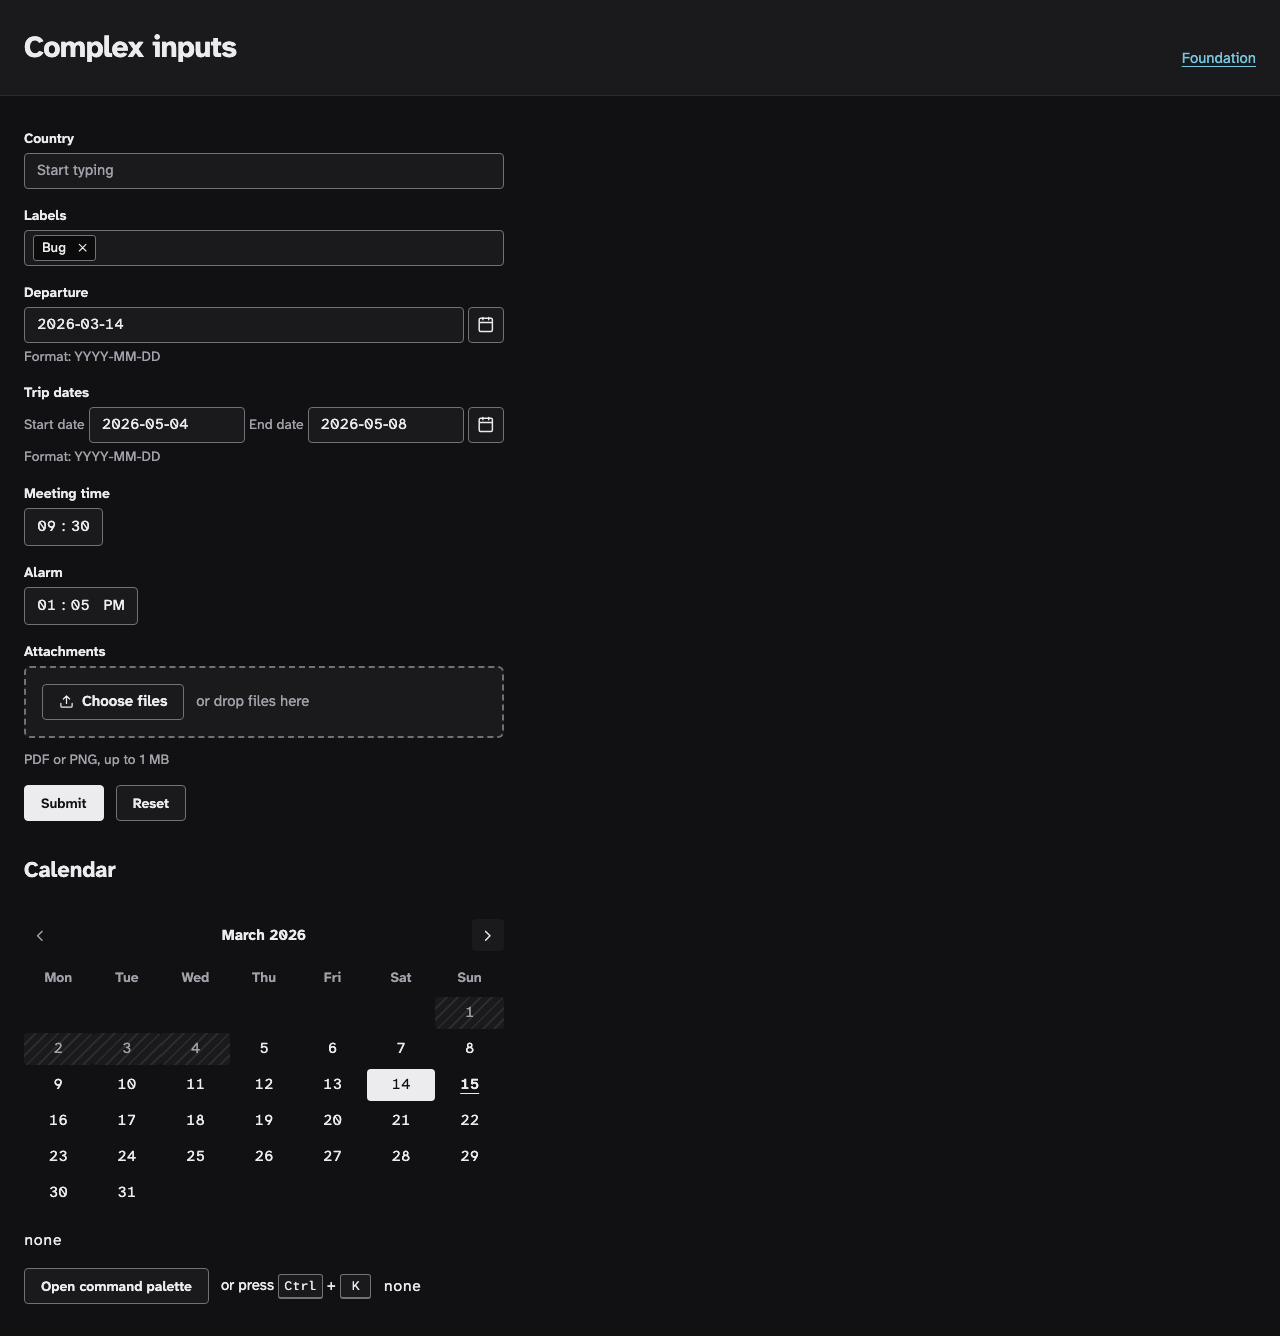 Complex inputs
Foundation
Country
Start typing
Labels
Bug
Departure
2026-03-14
Format: YYYY-MM-DD
Trip dates
Start date 2026-05-04 End date 2026-05-08
Format: YYYY-MM-DD
Meeting time
09 : 30
Alarm
01 : 05 PM
Attachments
Choose files or drop files here
PDF or PNG, up to 1 MB
Submit Reset
Calendar
March 2026
Mon Tue Wed Thu Fri Sat Sun
1
2 3 4 5 6 7 8
9 10 11 12 13 14 15
16 17 18 19 20 21 22
23 24 25 26 27 28 29
30 31
none
Open command palette or press Ctrl + K none